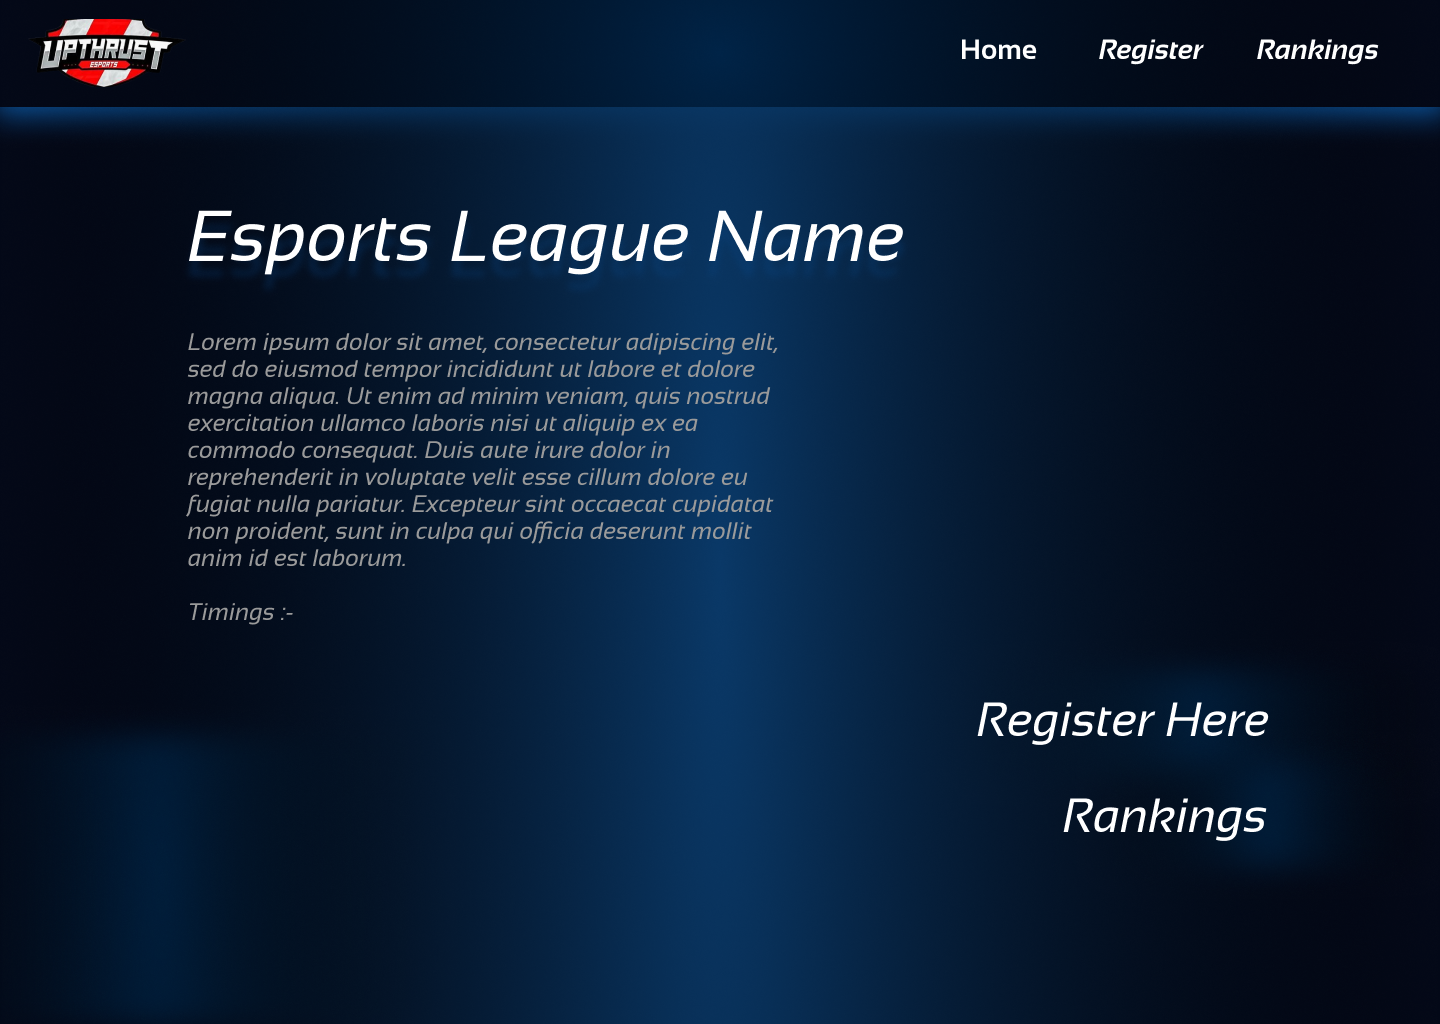 UPTHRUST
ESPORTS
Home Register Rankings
Esports League Name
Lorem ipsum dolor sit amet, consectetur adipiscing elit,
sed do eiusmod tempor incididunt ut labore et dolore
magna aliqua. Ut enim ad minim veniam, quis nostrud
exercitation ullamco laboris nisi ut aliquip ex ea
commodo consequat. Duis aute irure dolor in
reprehenderit in voluptate velit esse cillum dolore eu
fugiat nulla pariatur. Excepteur sint occaecat cupidatat
non proident, sunt in culpa qui officia deserunt mollit
anim id est laborum.
Timings :-
Register Here
Rankings